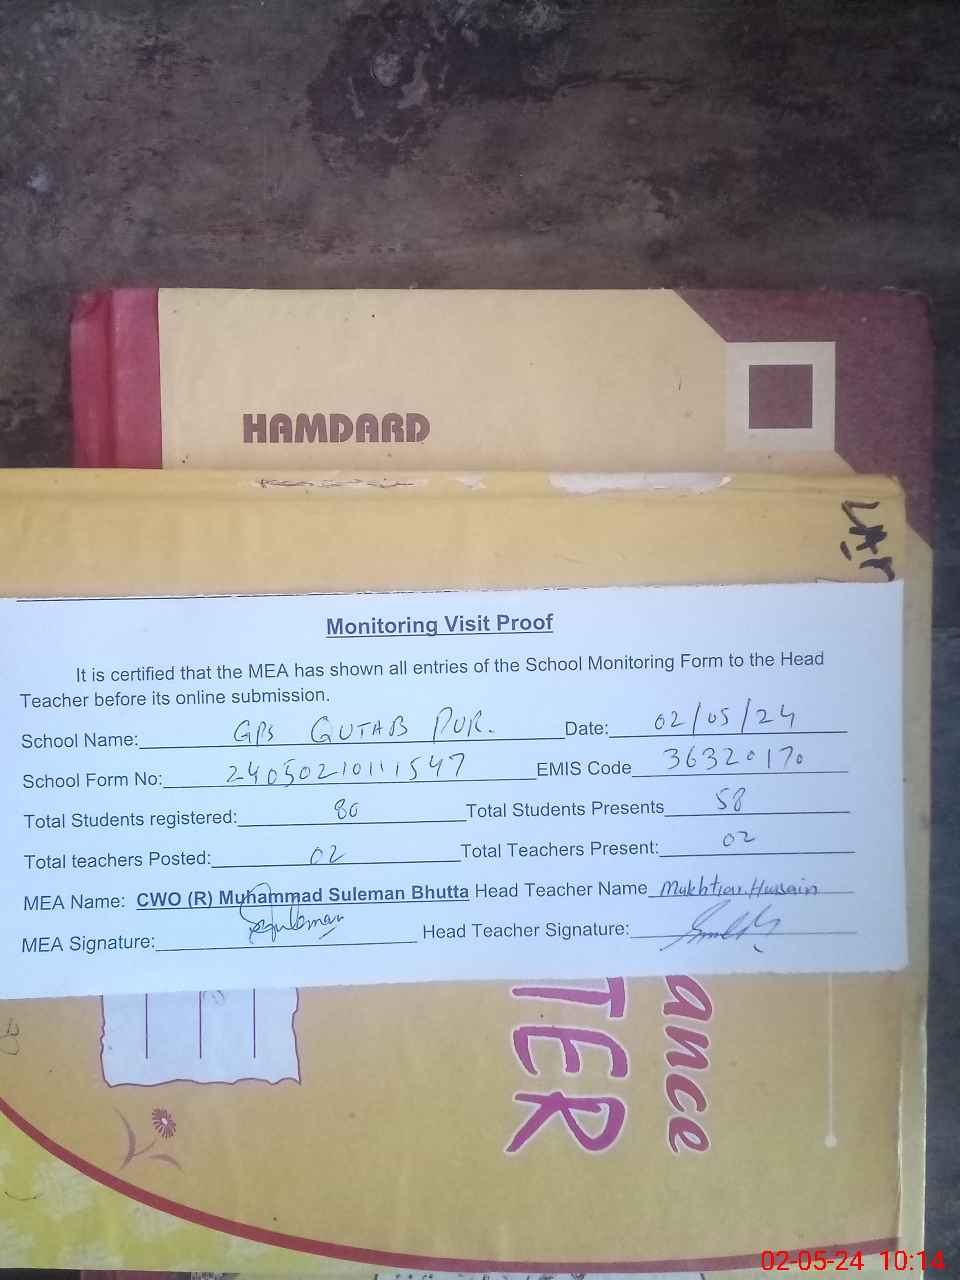 HAMDARD
Monitoring Visit Proof
It is certified that the MEA has shown all entries of the School Monitoring Form to the Head
Teacher before its online submission.
School Name: GPS QUTAB PUR. Date: 02/05/24
School Form No: 24050210111547 EMIS Code 36320170
Total Students registered: 80 Total Students Presents 58
Total teachers Posted: 02 Total Teachers Present: 02
MEA Name: CWO (R) Muhammad Suleman Bhutta Head Teacher Name Mukhtiar Hussain
MEA Signature: Head Teacher Signature:
ance
TER
02-05-24 10:14